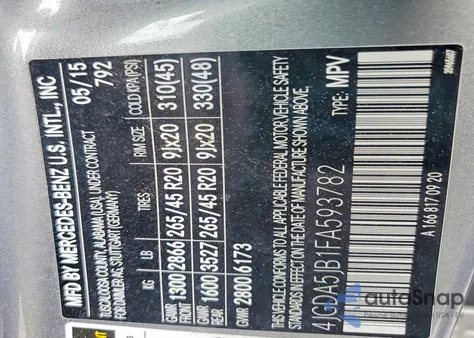 MFD BY MERCEDES-BENZ U.S. INTL., INC
TUSCALOOSA COUNTY, ALABAMA (USA), UNDER CONTRACT
FOR DAIMLER AG, STUTTGART (GERMANY)
05/15
792
KG LB TIRES RIM SIZE COLD KPA(PSI)
GAWR FRONT 1300/2866 265/45 R20 9Jx20 310(45)
GAWR REAR 1600/3527 265/45 R20 9Jx20 330(48)
GVWR 2800/6173
THIS VEHICLE CONFORMS TO ALL APPLICABLE FEDERAL MOTOR VEHICLE SAFETY
STANDARDS IN EFFECT ON THE DATE OF MANUFACTURE SHOWN ABOVE.
4JGDA5JB1FA593782 TYPE: MPV
A 166 817 09 20
autoSnap